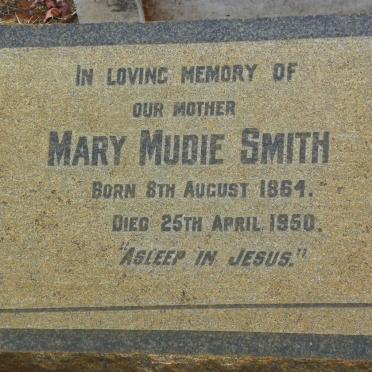 IN LOVING MEMORY OF
OUR MOTHER
MARY MUDIE SMITH
BORN 8TH AUGUST 1864.
DIED 25TH APRIL 1950.
"ASLEEP IN JESUS."